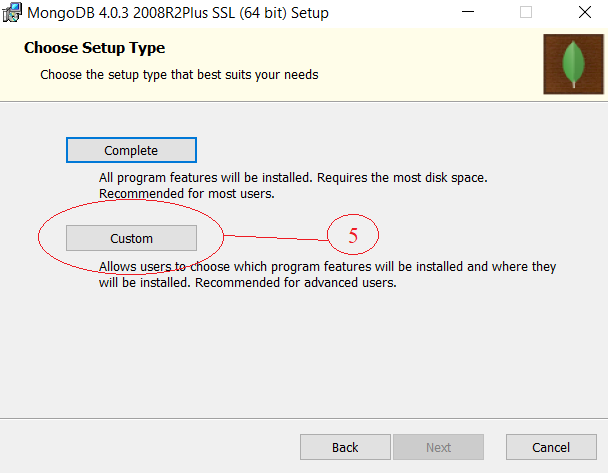 MongoDB 4.0.3 2008R2Plus SSL (64 bit) Setup
Choose Setup Type
Choose the setup type that best suits your needs
Complete
All program features will be installed. Requires the most disk space.
Recommended for most users.
Custom
5
Allows users to choose which program features will be installed and where they
will be installed. Recommended for advanced users.
Back
Next
Cancel